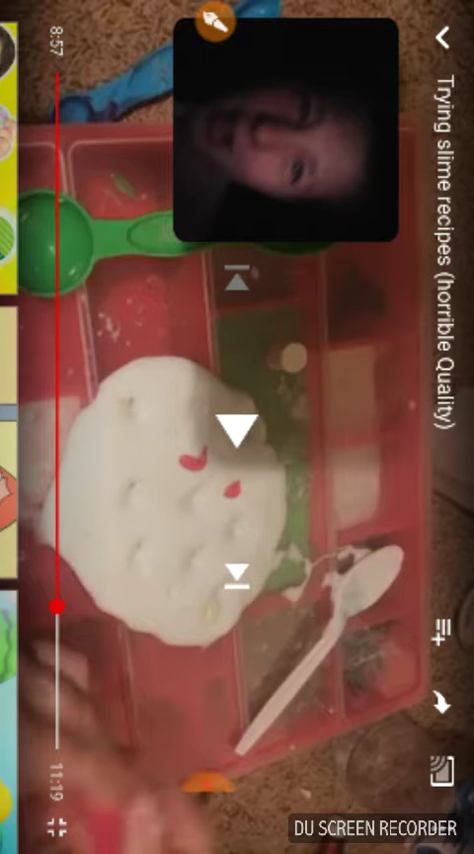 Trying slime recipes (horrible Quality)
8:57
11:19
DU SCREEN RECORDER